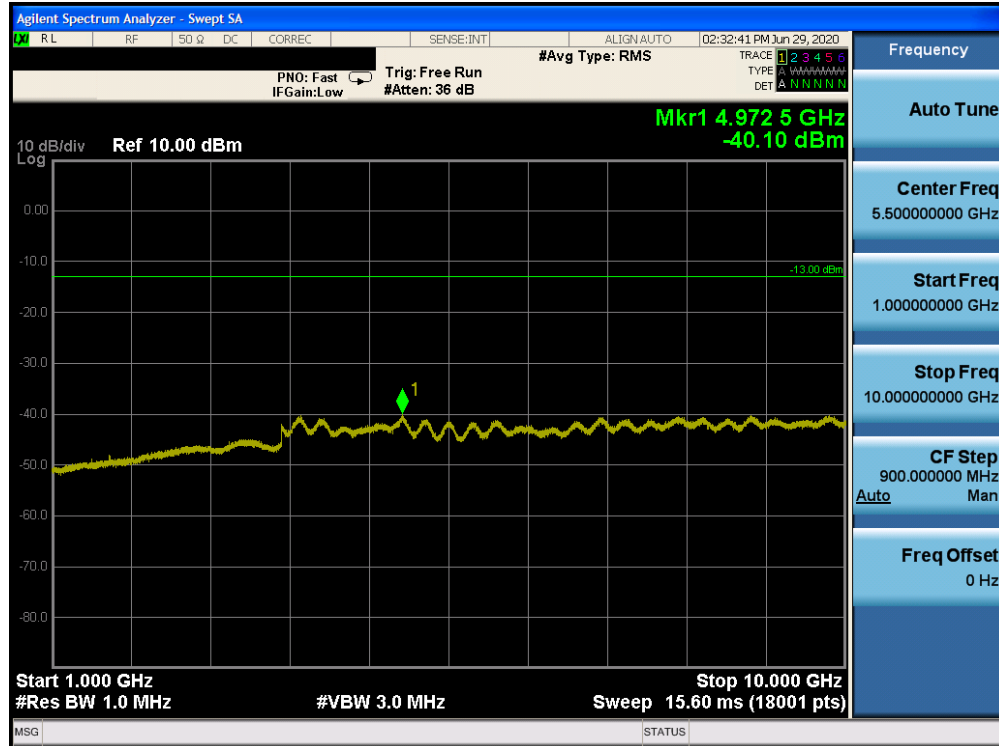 Agilent Spectrum Analyzer - Swept SA
LXI RL RF 50 Ω DC CORREC SENSE:INT ALIGN AUTO 02:32:41 PM Jun 29, 2020
#Avg Type: RMS TRACE 1 2 3 4 5 6
PNO: Fast Trig: Free Run TYPE A WWWWW
IFGain:Low #Atten: 36 dB DET A N N N N N
Mkr1 4.972 5 GHz
-40.10 dBm
10 dB/div Ref 10.00 dBm
Log
0.00
-10.0
-13.00 dBm
-20.0
-30.0
1
-40.0
-50.0
-60.0
-70.0
-80.0
Start 1.000 GHz Stop 10.000 GHz
#Res BW 1.0 MHz #VBW 3.0 MHz Sweep 15.60 ms (18001 pts)
MSG STATUS
Frequency
Auto Tune
Center Freq
5.500000000 GHz
Start Freq
1.000000000 GHz
Stop Freq
10.000000000 GHz
CF Step
900.000000 MHz
Auto Man
Freq Offset
0 Hz